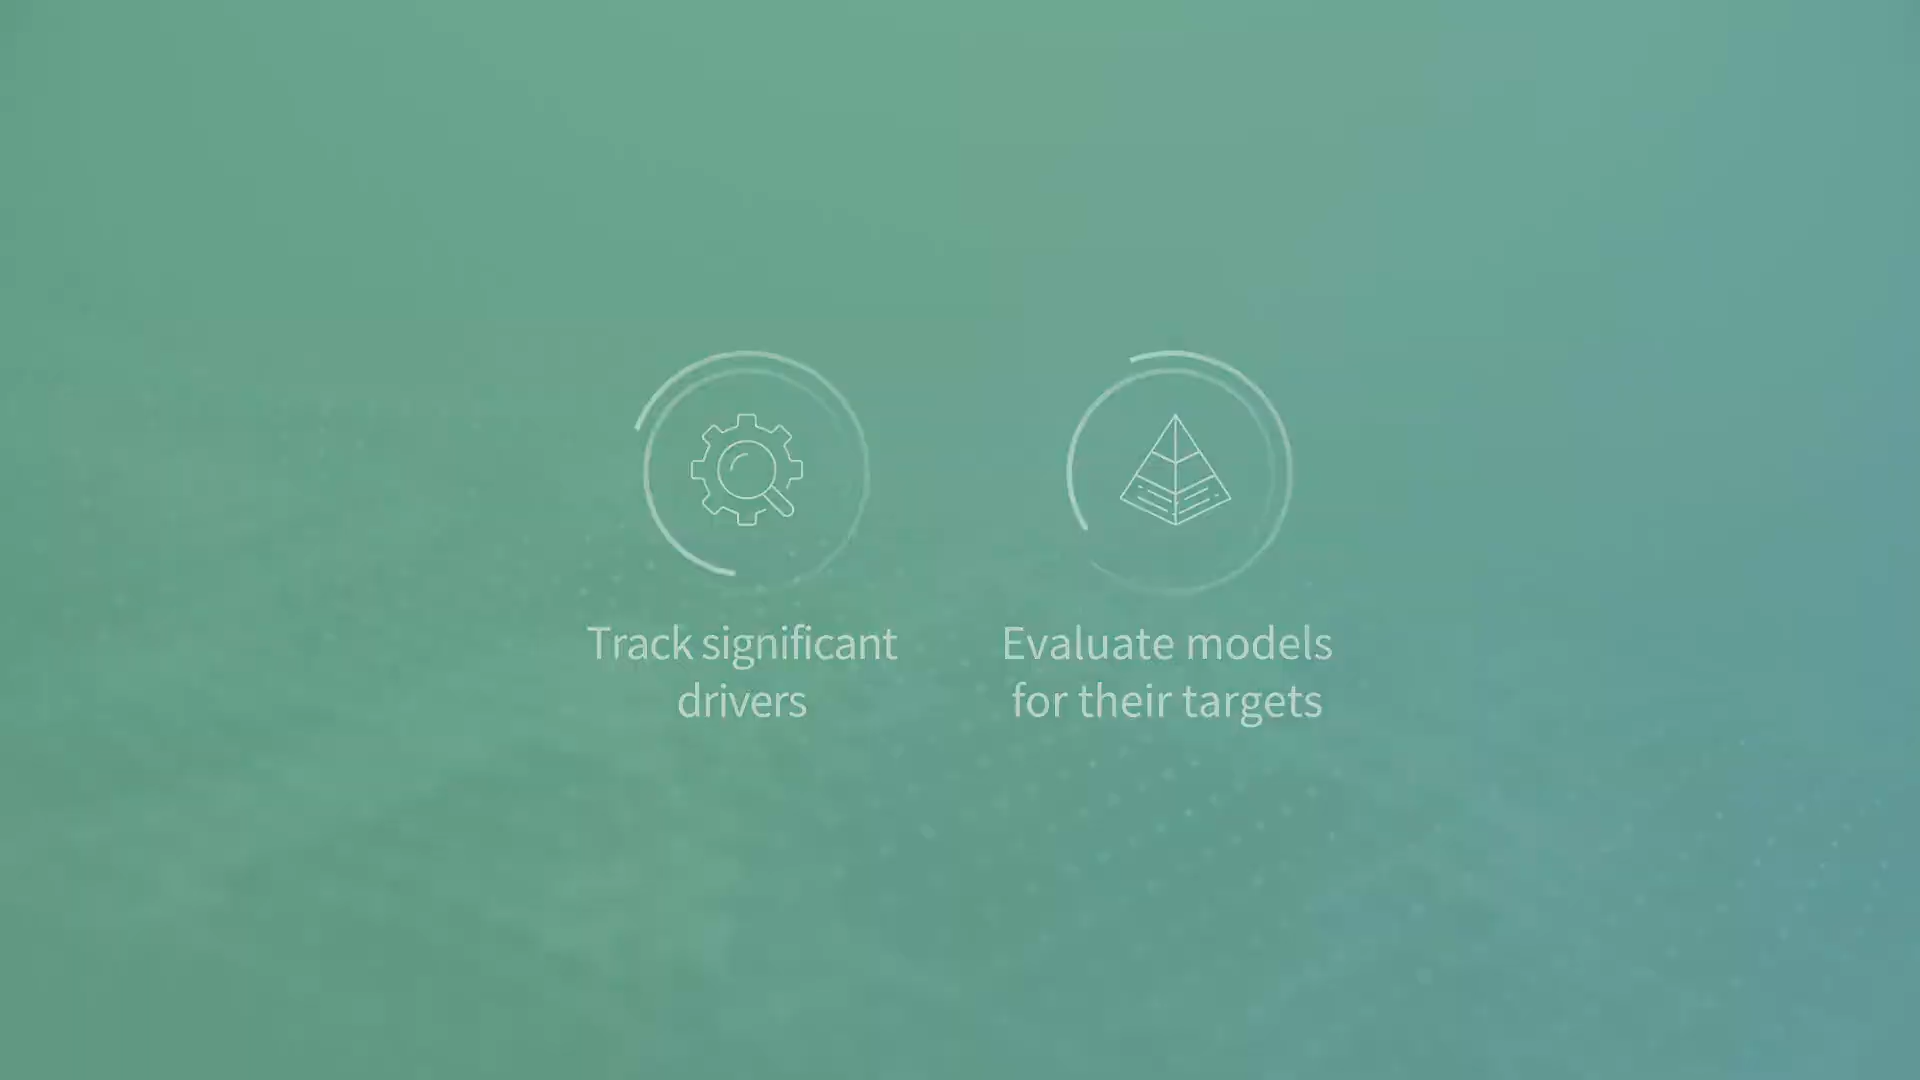 Track significant
drivers
Evaluate models
for their targets